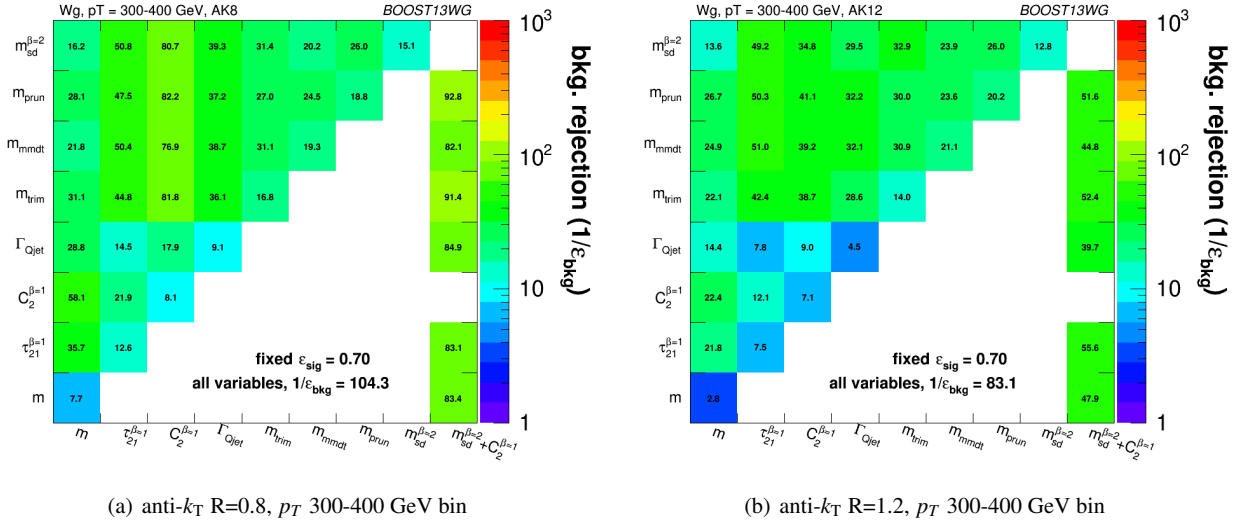 Wg, pT = 300-400 GeV, AK8 BOOST13WG
m_sd^β=2 16.2 50.8 80.7 39.3 31.4 20.2 26.0 15.1
m_prun 28.1 47.5 82.2 37.2 27.0 24.5 18.8 92.8
m_mmdt 21.8 50.4 76.9 38.7 31.1 19.3 82.1
m_trim 31.1 44.8 81.8 36.1 16.8 91.4
Γ_Qjet 28.8 14.5 17.9 9.1 84.9
C_2^β=1 58.1 21.9 8.1
τ_21^β=1 35.7 12.6 83.1
fixed ε_sig = 0.70
all variables, 1/ε_bkg = 104.3
m 7.7 83.4
m τ_21^β=1 C_2^β=1 Γ_Qjet m_trim m_mmdt m_prun m_sd^β=2 m_sd^β=2+C_2^β=1
10^3
10^2
10
1
bkg. rejection (1/ε_bkg)
(a) anti-k_T R=0.8, p_T 300-400 GeV bin
Wg, pT = 300-400 GeV, AK12 BOOST13WG
m_sd^β=2 13.6 49.2 34.8 29.5 32.9 23.9 26.0 12.8
m_prun 26.7 50.3 41.1 32.2 30.0 23.6 20.2 51.6
m_mmdt 24.9 51.0 39.2 32.1 30.9 21.1 44.8
m_trim 22.1 42.4 38.7 28.6 14.0 52.4
Γ_Qjet 14.4 7.8 9.0 4.5 39.7
C_2^β=1 22.4 12.1 7.1
τ_21^β=1 21.8 7.5 55.6
fixed ε_sig = 0.70
all variables, 1/ε_bkg = 83.1
m 2.8 47.9
m τ_21^β=1 C_2^β=1 Γ_Qjet m_trim m_mmdt m_prun m_sd^β=2 m_sd^β=2+C_2^β=1
10^3
10^2
10
1
bkg. rejection (1/ε_bkg)
(b) anti-k_T R=1.2, p_T 300-400 GeV bin